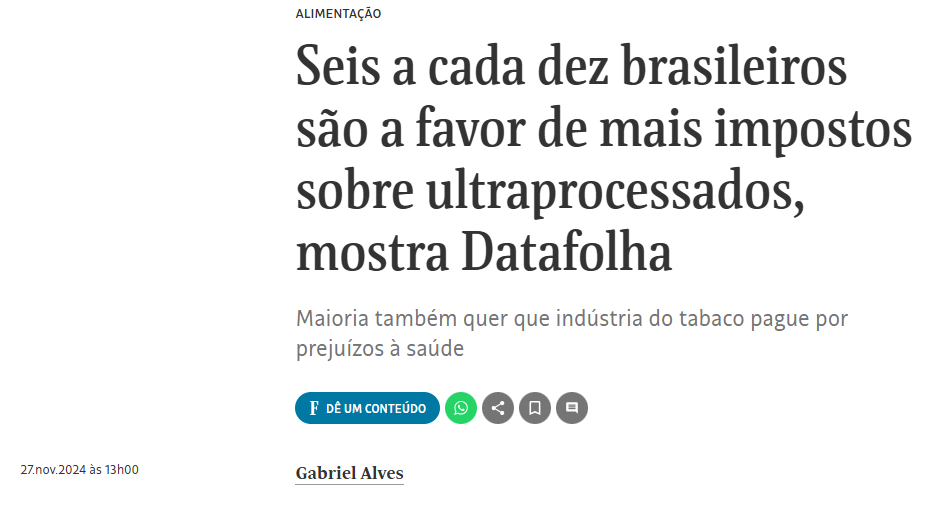 ALIMENTAÇÃO
Seis a cada dez brasileiros
são a favor de mais impostos
sobre ultraprocessados,
mostra Datafolha
Maioria também quer que indústria do tabaco pague por
prejuízos à saúde
F DÊ UM CONTEÚDO
27.nov.2024 às 13h00
Gabriel Alves